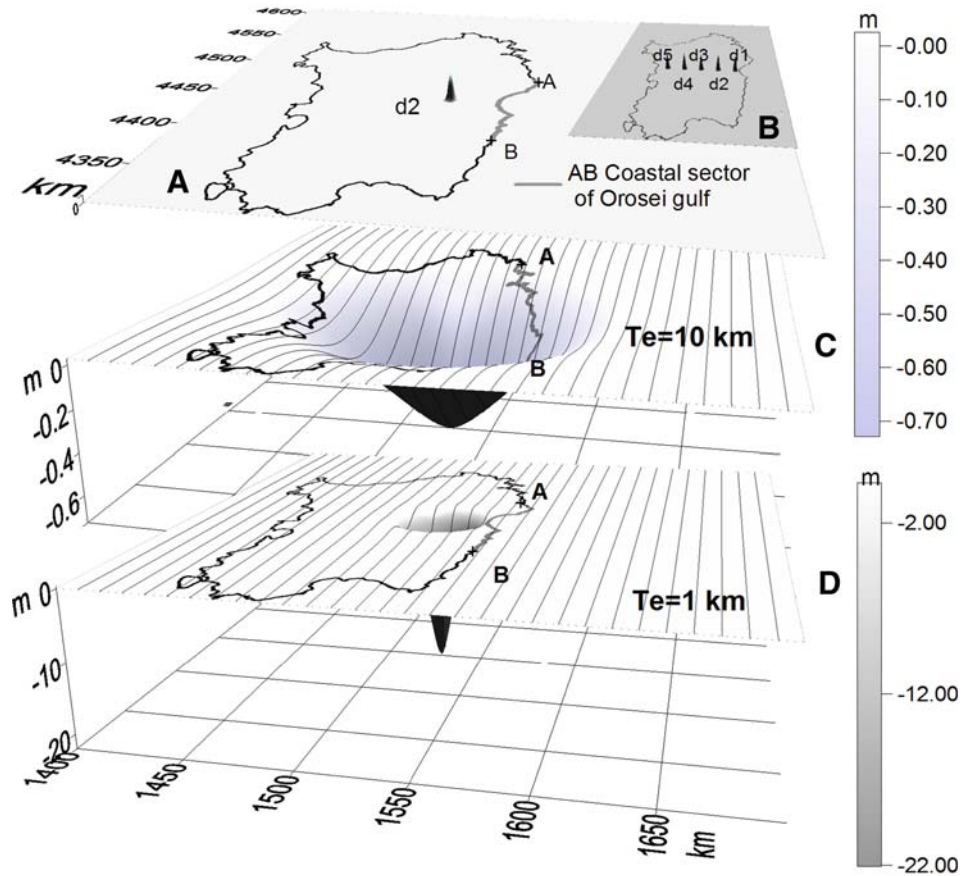 4600
4550
4500
4450
4400
4350
km
0
A
d2
A
B
AB Coastal sector
of Orosei gulf
d5 d3 d1
d4 d2
B
m
-0.00
-0.10
-0.20
-0.30
-0.40
-0.50
-0.60
-0.70
A
B
Te=10 km
C
m 0
-0.2
-0.4
-0.6
A
B
Te=1 km
D
m
-2.00
-12.00
-22.00
m 0
-10
-20
1400
1450
1500
1550
1600
1650
km